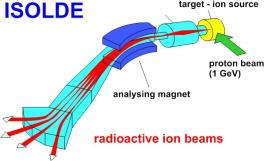 ISOLDE
target - ion source
proton beam
(1 GeV)
analysing magnet
radioactive ion beams